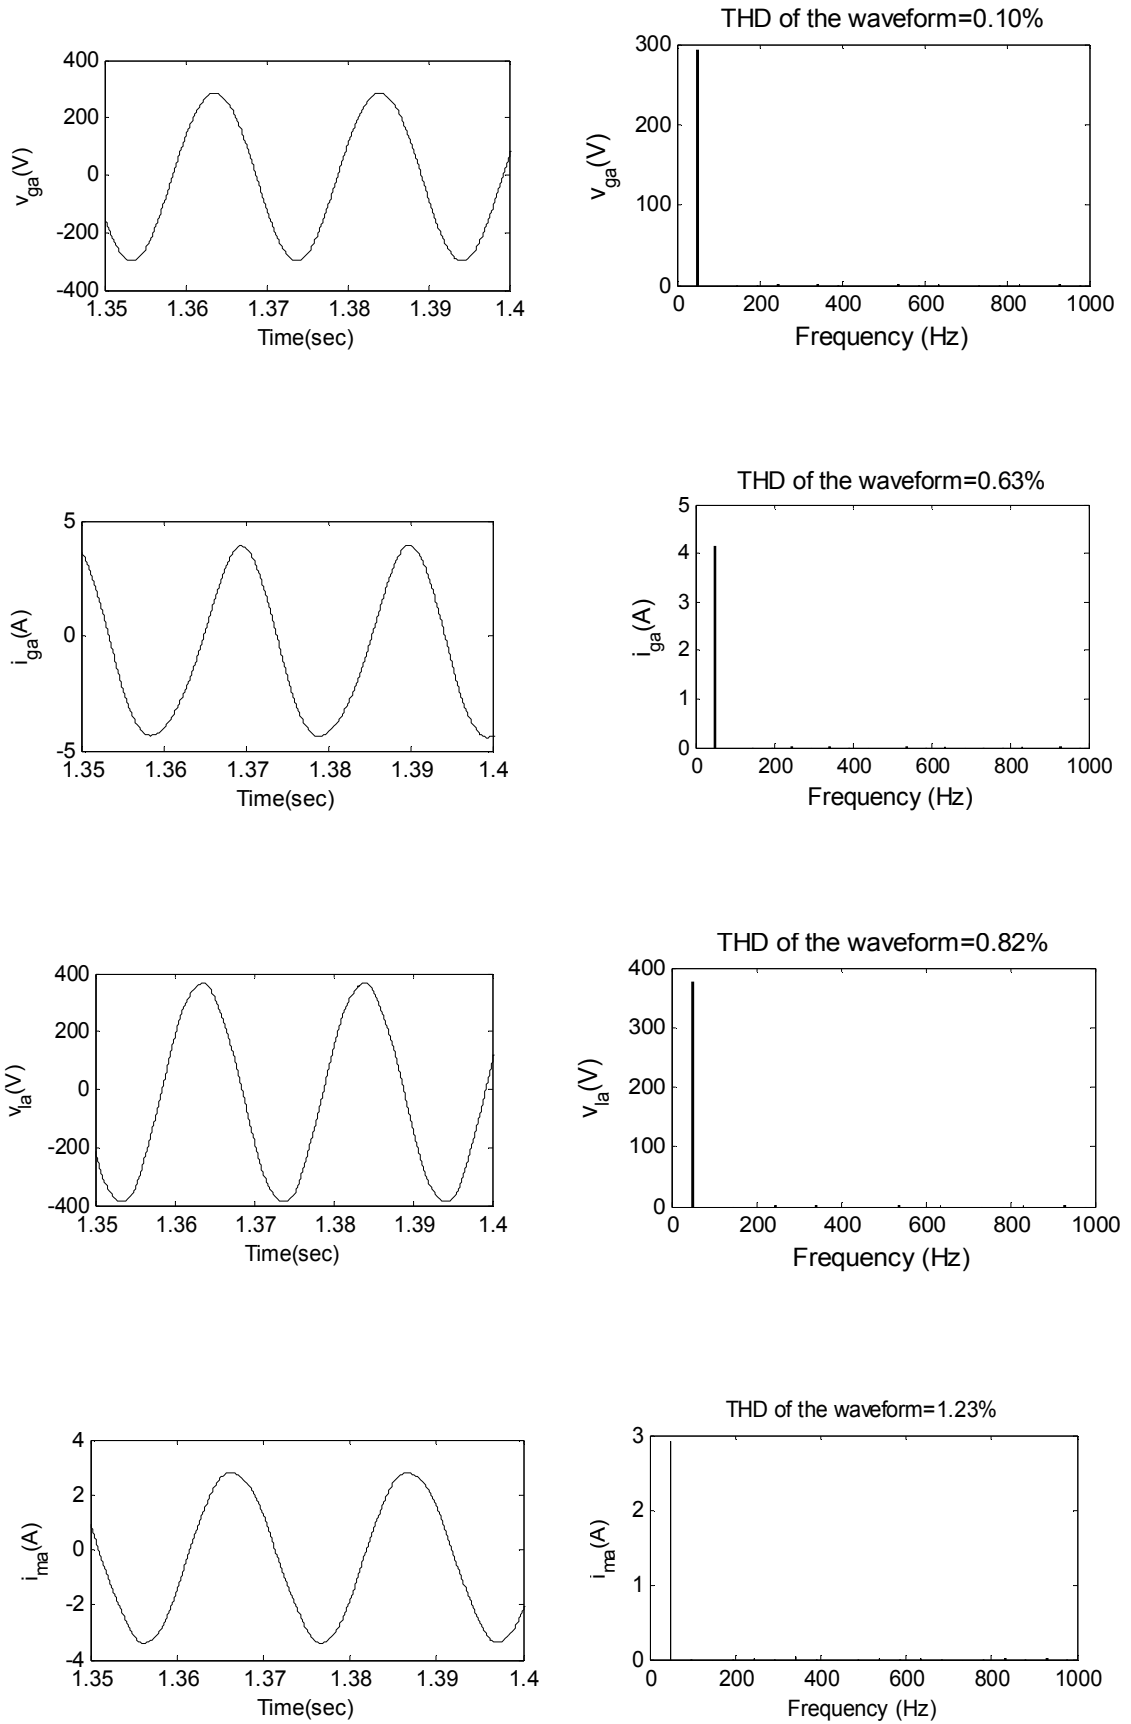 THD of the waveform=0.10%
400
200
0
-200
-400
v_ga(V)
1.35 1.36 1.37 1.38 1.39 1.4
Time(sec)
300
200
100
0
v_ga(V)
0 200 400 600 800 1000
Frequency (Hz)
THD of the waveform=0.63%
5
0
-5
i_ga(A)
1.35 1.36 1.37 1.38 1.39 1.4
Time(sec)
5
4
3
2
1
0
i_ga(A)
0 200 400 600 800 1000
Frequency (Hz)
THD of the waveform=0.82%
400
200
0
-200
-400
v_la(V)
1.35 1.36 1.37 1.38 1.39 1.4
Time(sec)
400
300
200
100
0
v_la(V)
0 200 400 600 800 1000
Frequency (Hz)
THD of the waveform=1.23%
4
2
0
-2
-4
i_ma(A)
1.35 1.36 1.37 1.38 1.39 1.4
Time(sec)
3
2
1
0
i_ma(A)
0 200 400 600 800 1000
Frequency (Hz)